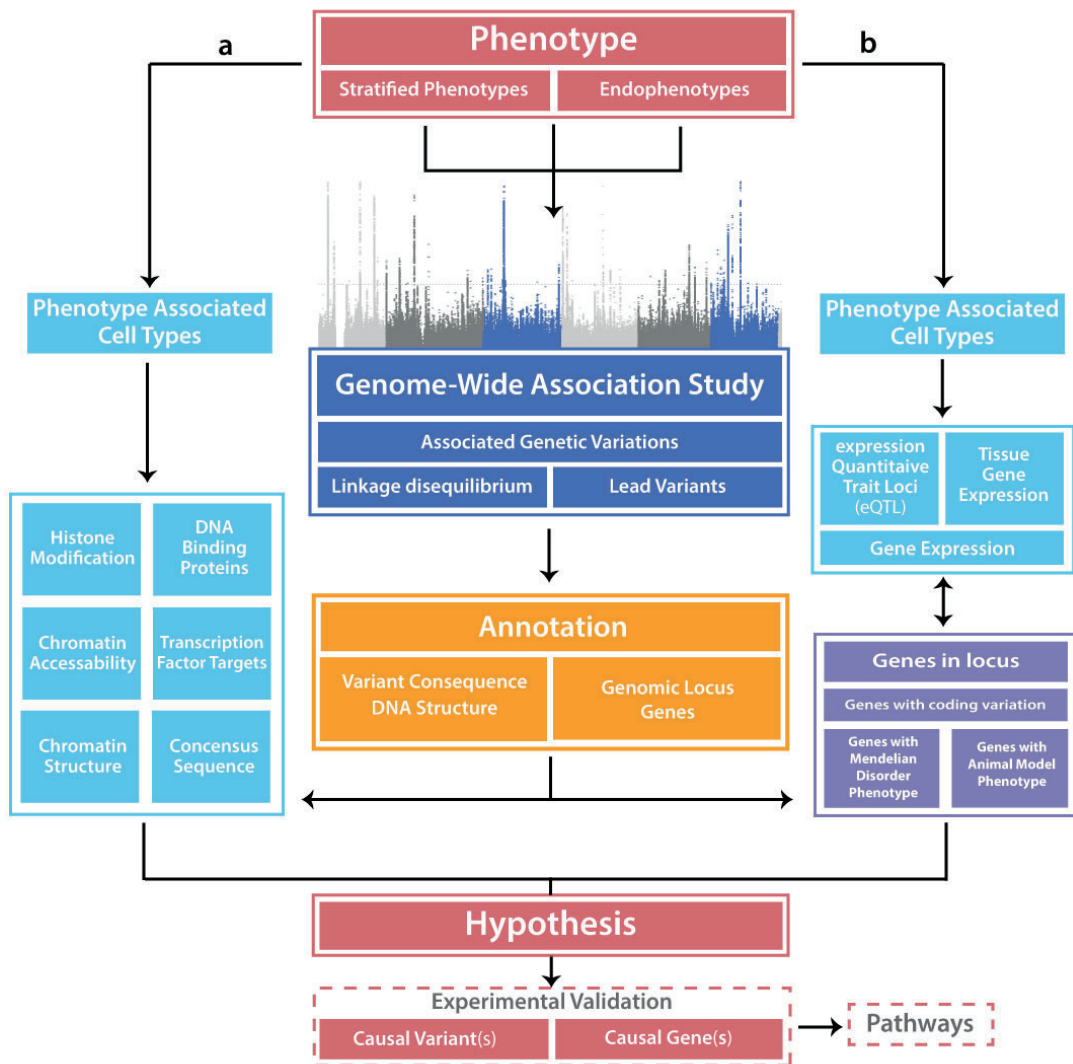 a
Phenotype
b
Stratified Phenotypes
Endophenotypes
Phenotype Associated
Cell Types
Phenotype Associated
Cell Types
Genome-Wide Association Study
Associated Genetic Variations
Linkage disequilibrium
Lead Variants
expression
Quantitaive
Trait Loci
(eQTL)
Tissue
Gene
Expression
Gene Expression
Histone
Modification
DNA
Binding
Proteins
Chromatin
Accessability
Transcription
Factor Targets
Chromatin
Structure
Concensus
Sequence
Annotation
Variant Consequence
DNA Structure
Genomic Locus
Genes
Genes in locus
Genes with coding variation
Genes with
Mendelian
Disorder
Phenotype
Genes with
Animal Model
Phenotype
Hypothesis
Experimental Validation
Causal Variant(s)
Causal Gene(s)
Pathways